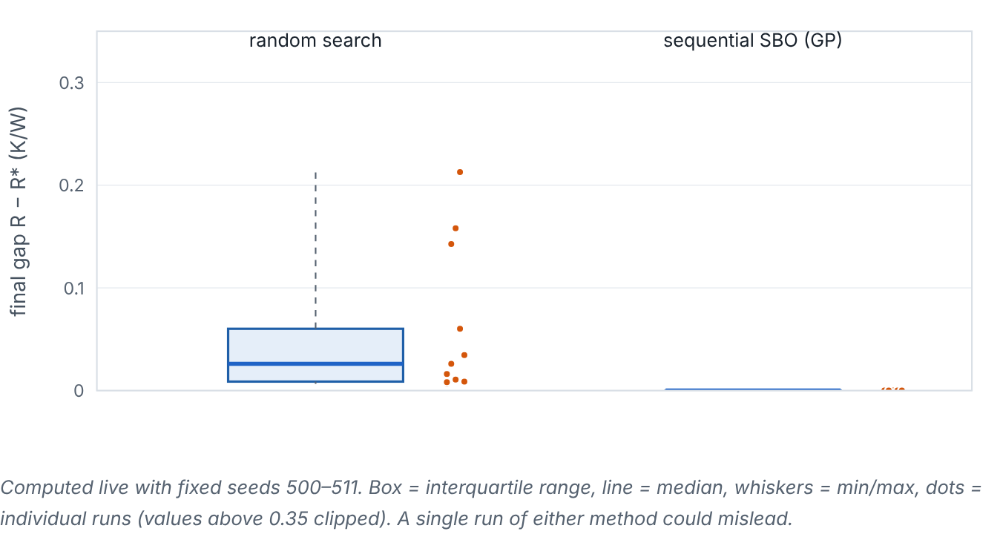 random search
sequential SBO (GP)
0.3
0.2
0.1
0
final gap R − R* (K/W)
Computed live with fixed seeds 500–511. Box = interquartile range, line = median, whiskers = min/max, dots =
individual runs (values above 0.35 clipped). A single run of either method could mislead.